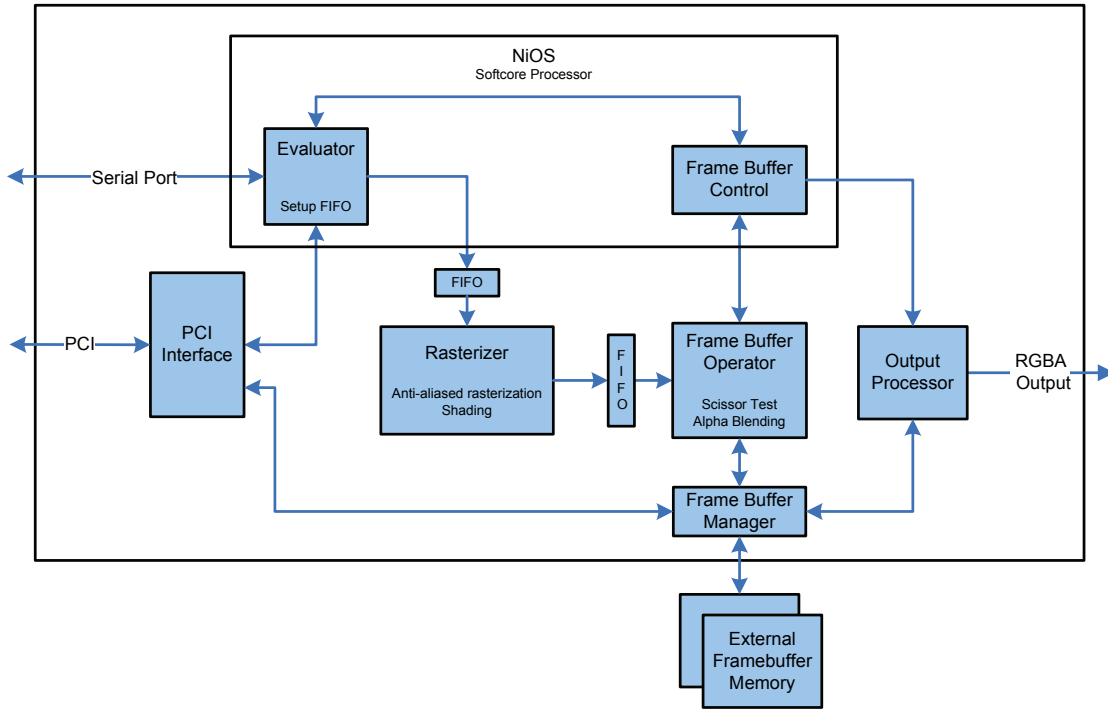 NiOS
Softcore Processor
Evaluator
Setup FIFO
Serial Port
Frame Buffer
Control
FIFO
PCI
PCI
Interface
Rasterizer
Anti-aliased rasterization
Shading
F
I
F
O
Frame Buffer
Operator
Scissor Test
Alpha Blending
Output
Processor
RGBA
Output
Frame Buffer
Manager
External
Framebuffer
Memory